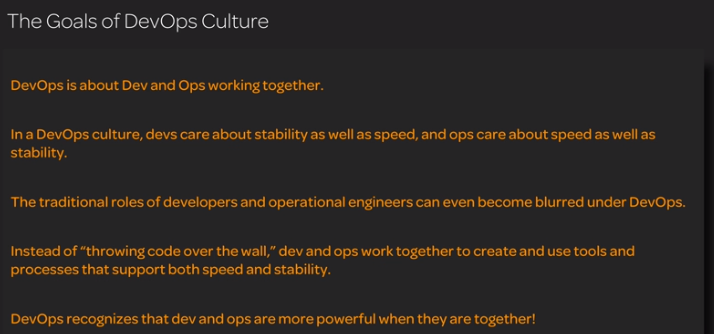 The Goals of DevOps Culture
DevOps is about Dev and Ops working together.
In a DevOps culture, devs care about stability as well as speed, and ops care about speed as well as
stability.
The traditional roles of developers and operational engineers can even become blurred under DevOps.
Instead of “throwing code over the wall,” dev and ops work together to create and use tools and
processes that support both speed and stability.
DevOps recognizes that dev and ops are more powerful when they are together!